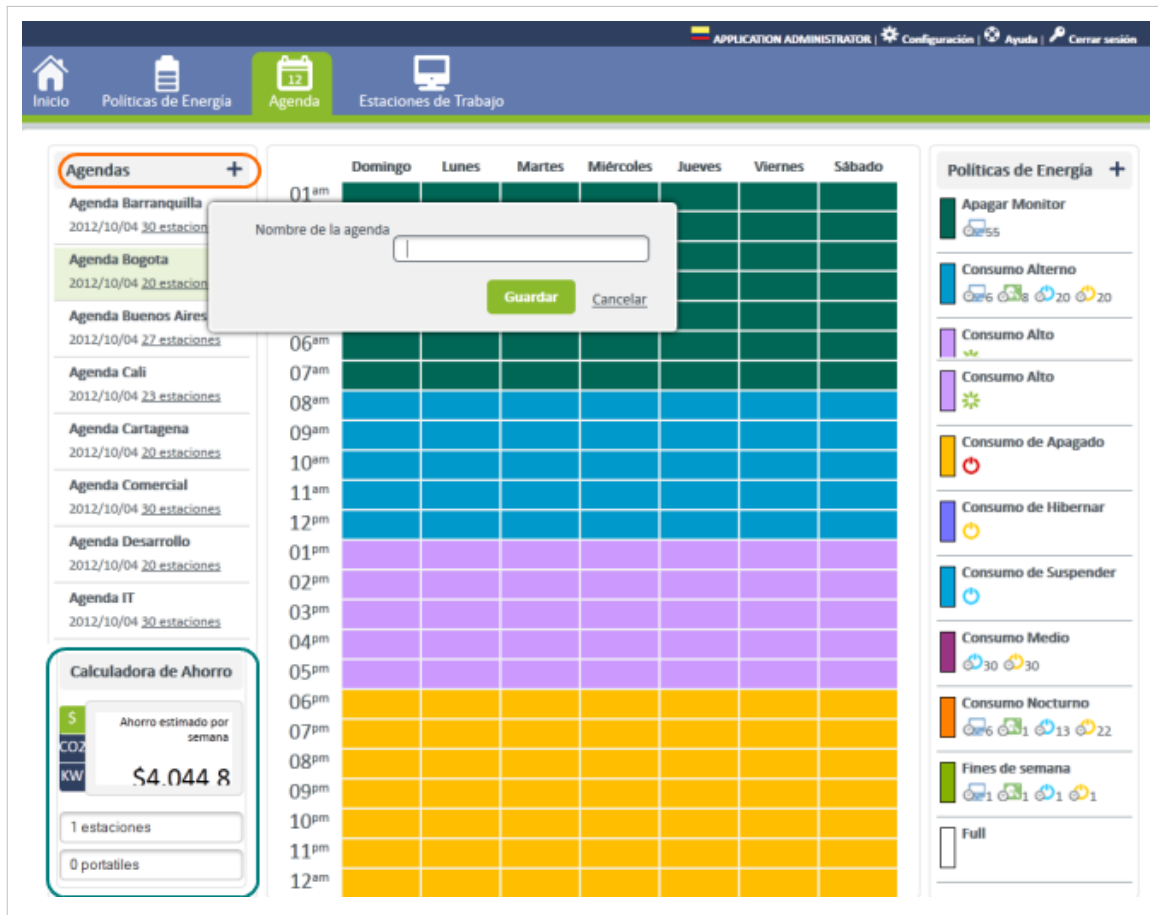 APPLICATION ADMINISTRATOR | Configuración | Ayuda | Cerrar sesión
Inicio
Políticas de Energía
12
Agenda
Estaciones de Trabajo
Agendas +
Agenda Barranquilla
2012/10/04 30 estacion
Agenda Bogota
2012/10/04 20 estacion
Agenda Buenos Aires
2012/10/04 27 estaciones
Agenda Cali
2012/10/04 23 estaciones
Agenda Cartagena
2012/10/04 20 estaciones
Agenda Comercial
2012/10/04 30 estaciones
Agenda Desarrollo
2012/10/04 20 estaciones
Agenda IT
2012/10/04 30 estaciones
Calculadora de Ahorro
$
CO2
KW
Ahorro estimado por
semana
$4.044 8
1 estaciones
0 portatiles
Domingo Lunes Martes Miércoles Jueves Viernes Sábado
01am
Nombre de la agenda
Guardar Cancelar
06am
07am
08am
09am
10am
11am
12pm
01pm
02pm
03pm
04pm
05pm
06pm
07pm
08pm
09pm
10pm
11pm
12am
Políticas de Energía +
Apagar Monitor
55
Consumo Alterno
6 8 20 20
Consumo Alto
Consumo Alto
Consumo de Apagado
Consumo de Hibernar
Consumo de Suspender
Consumo Medio
30 30
Consumo Nocturno
6 1 13 22
Fines de semana
1 1 1 1
Full